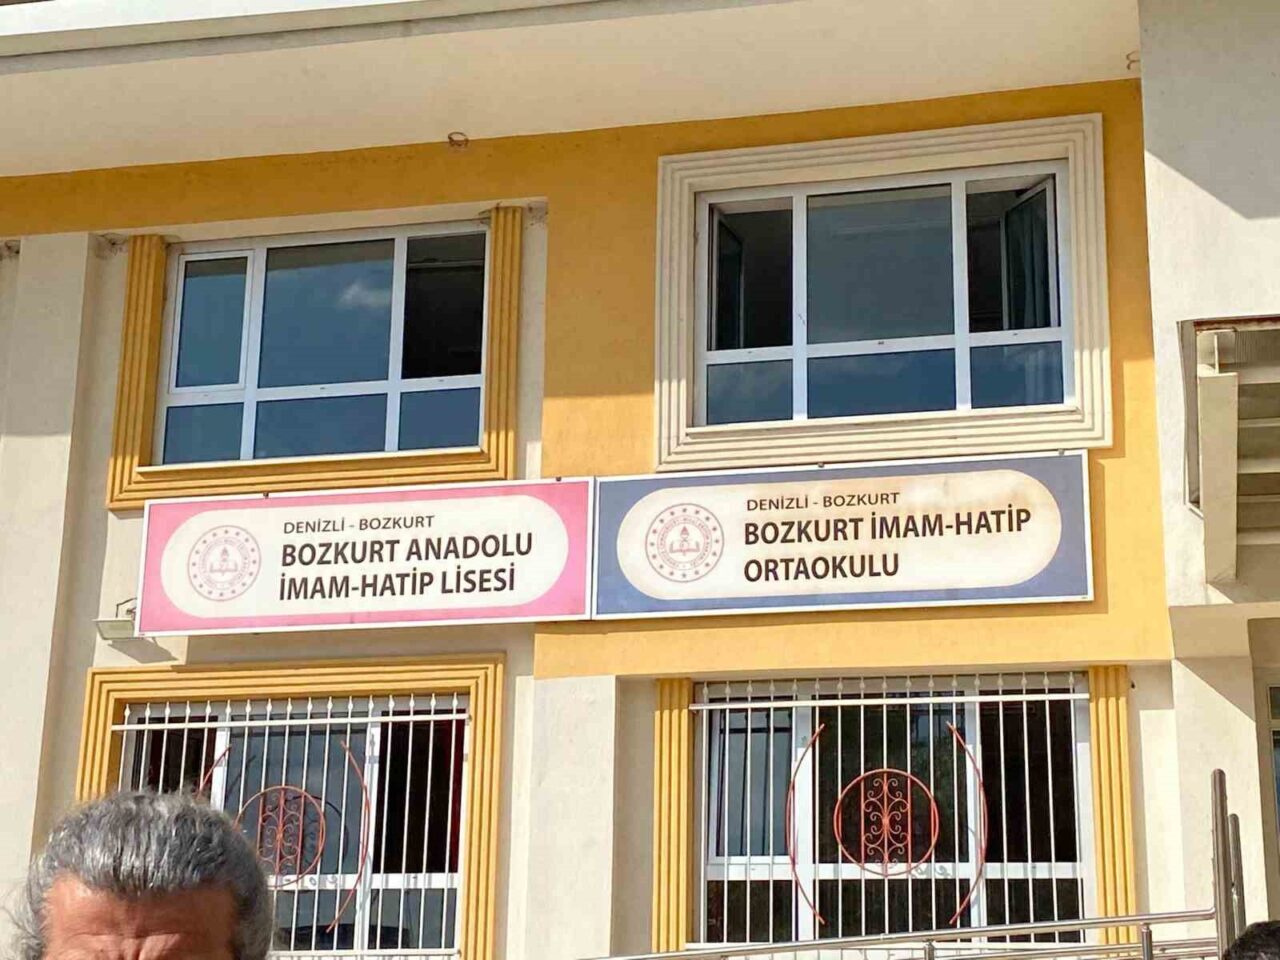 DENİZLİ - BOZKURT
BOZKURT ANADOLU
İMAM-HATİP LİSESİ
DENİZLİ - BOZKURT
BOZKURT İMAM-HATİP
ORTAOKULU